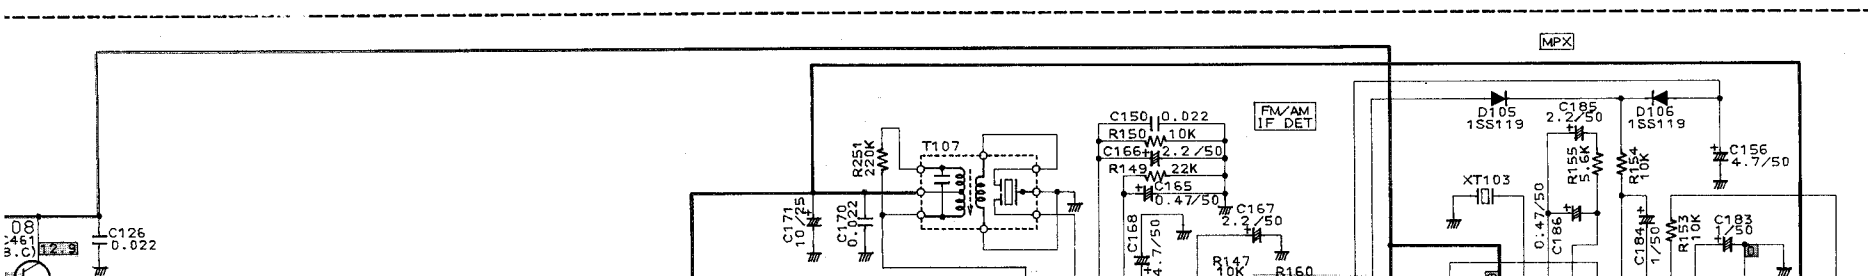 MPX
FM/AM
IF DET
C150
0.022
R150
10K
C166
2.2/50
R149
22K
C165
0.47/50
C168
4.7/50
C167
2.2/50
R147
10K
R160
D105
1SS119
C185
2.2/50
D106
1SS119
R155
5.6K
R154
10K
C156
4.7/50
XT103
0.47/50
C186
C184
1/50
R153
10K
C183
1/50
0
T107
R251
220K
C171
10/25
C170
0.022
C126
0.022
08
C461
B.C)
12.9